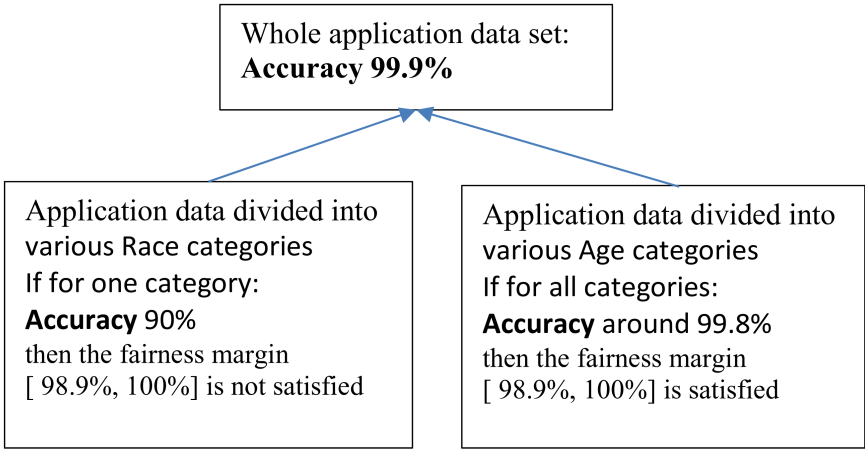 Whole application data set:
Accuracy 99.9%
Application data divided into
various Race categories
If for one category:
Accuracy 90%
then the fairness margin
[ 98.9%, 100%] is not satisfied
Application data divided into
various Age categories
If for all categories:
Accuracy around 99.8%
then the fairness margin
[ 98.9%, 100%] is satisfied